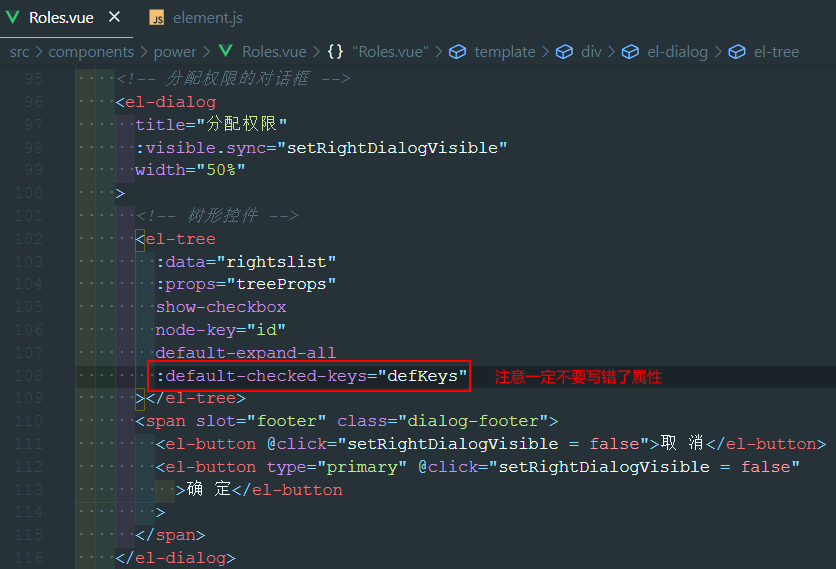 Roles.vue × JS element.js
src > components > power > Roles.vue > {} "Roles.vue" > template > div > el-dialog > el-tree
95 <!-- 分配权限的对话框 -->
96 <el-dialog
97 title="分配权限"
98 :visible.sync="setRightDialogVisible"
99 width="50%"
100 >
101 <!-- 树形控件 -->
102 <el-tree
103 :data="rightslist"
104 :props="treeProps"
105 show-checkbox
106 node-key="id"
107 default-expand-all
108 :default-checked-keys="defKeys" 注意一定不要写错了属性
109 ></el-tree>
110 <span slot="footer" class="dialog-footer">
111 <el-button @click="setRightDialogVisible = false">取 消</el-button>
112 <el-button type="primary" @click="setRightDialogVisible = false"
113 >确 定</el-button
114 >
115 </span>
116 </el-dialog>